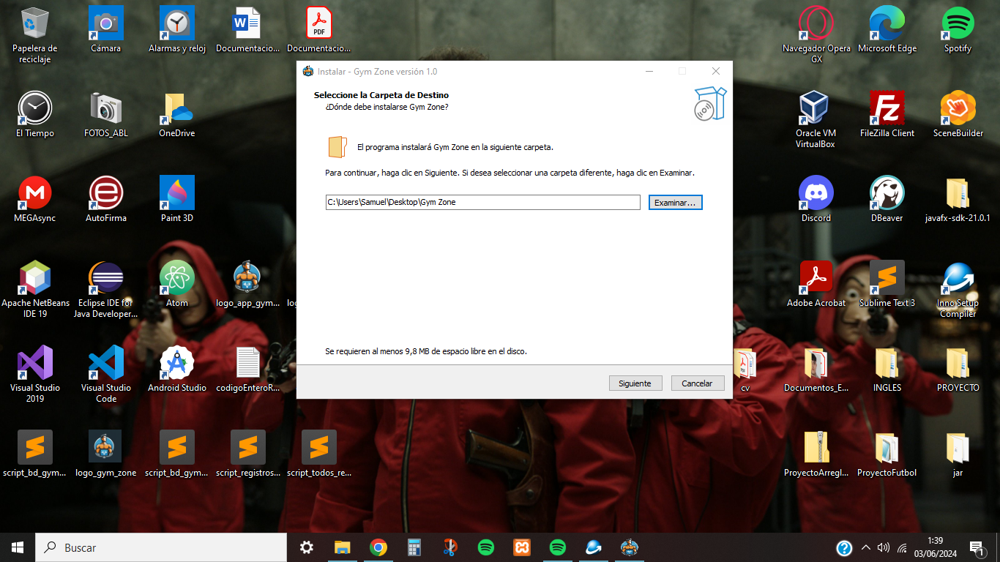 Papelera de
reciclaje
Cámara
Alarmas y reloj
Documentacio...
Documentacio...
PDF
Navegador Opera
GX
Microsoft Edge
Spotify
Instalar - Gym Zone versión 1.0
Seleccione la Carpeta de Destino
¿Dónde debe instalarse Gym Zone?
El programa instalará Gym Zone en la siguiente carpeta.
Para continuar, haga clic en Siguiente. Si desea seleccionar una carpeta diferente, haga clic en Examinar.
C:\Users\Samuel\Desktop\Gym Zone
Examinar...
Se requieren al menos 9,8 MB de espacio libre en el disco.
Siguiente
Cancelar
El Tiempo
FOTOS_ABL
OneDrive
Oracle VM
VirtualBox
FileZilla Client
SceneBuilder
MEGAsync
AutoFirma
Paint 3D
Discord
DBeaver
javafx-sdk-21.0.1
Apache NetBeans
IDE 19
Eclipse IDE for
Java Developer...
Atom
logo_app_gym...
Adobe Acrobat
Sublime Text 3
Inno Setup
Compiler
Visual Studio
2019
Visual Studio
Code
Android Studio
codigoEnteroR...
cv
Documentos_E...
INGLES
PROYECTO
script_bd_gym...
logo_gym_zone
script_bd_gym...
script_registros...
script_todos_re...
ProyectoArregl...
ProyectoFutbol
jar
Buscar
1:39
03/06/2024
1